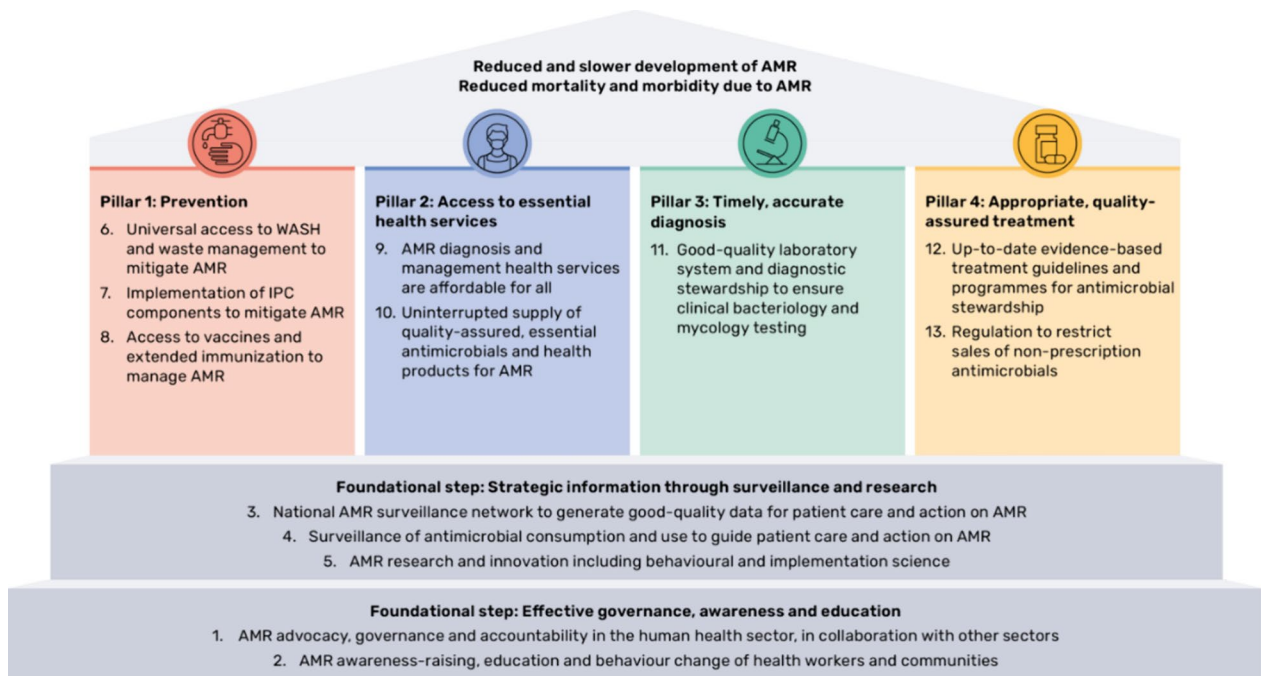 Reduced and slower development of AMR
Reduced mortality and morbidity due to AMR
Pillar 1: Prevention
6. Universal access to WASH
and waste management to
mitigate AMR
7. Implementation of IPC
components to mitigate AMR
8. Access to vaccines and
extended immunization to
manage AMR
Pillar 2: Access to essential
health services
9. AMR diagnosis and
management health services
are affordable for all
10. Uninterrupted supply of
quality-assured, essential
antimicrobials and health
products for AMR
Pillar 3: Timely, accurate
diagnosis
11. Good-quality laboratory
system and diagnostic
stewardship to ensure
clinical bacteriology and
mycology testing
Pillar 4: Appropriate, quality-
assured treatment
12. Up-to-date evidence-based
treatment guidelines and
programmes for antimicrobial
stewardship
13. Regulation to restrict
sales of non-prescription
antimicrobials
Foundational step: Strategic information through surveillance and research
3. National AMR surveillance network to generate good-quality data for patient care and action on AMR
4. Surveillance of antimicrobial consumption and use to guide patient care and action on AMR
5. AMR research and innovation including behavioural and implementation science
Foundational step: Effective governance, awareness and education
1. AMR advocacy, governance and accountability in the human health sector, in collaboration with other sectors
2. AMR awareness-raising, education and behaviour change of health workers and communities